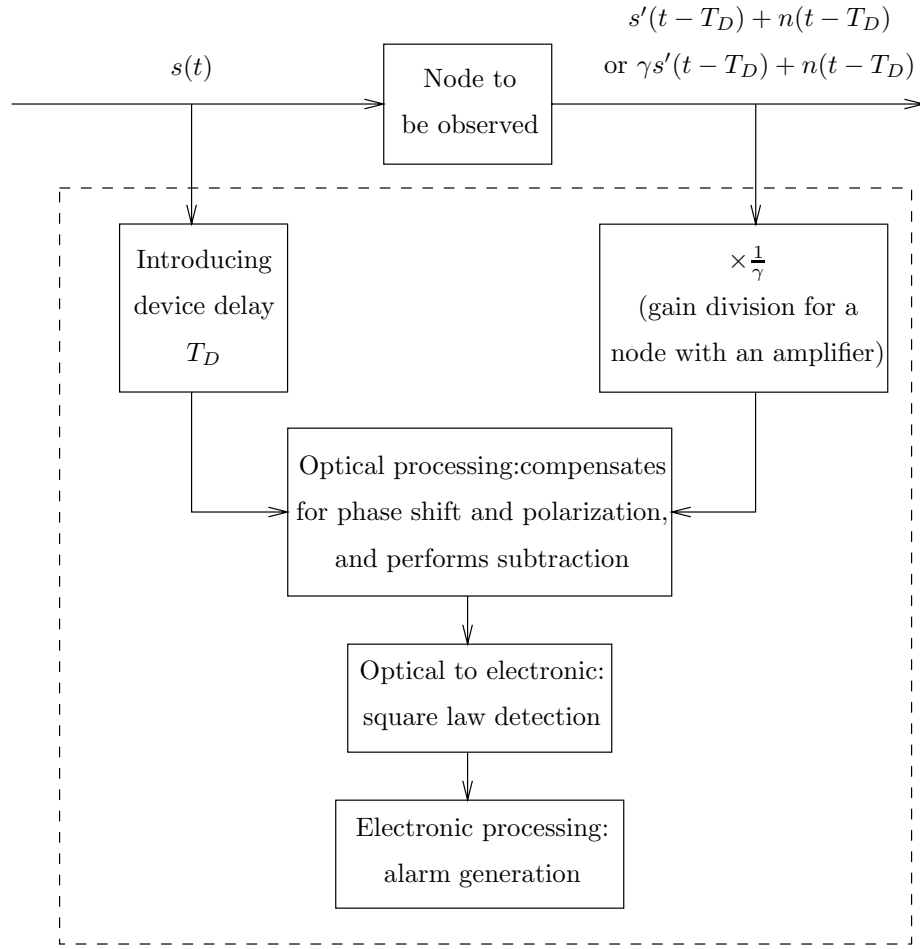 s(t)
s′(t − T_D) + n(t − T_D)
or γs′(t − T_D) + n(t − T_D)
Node to
be observed
Introducing
device delay
T_D
×1/γ
(gain division for a
node with an amplifier)
Optical processing:compensates
for phase shift and polarization,
and performs subtraction
Optical to electronic:
square law detection
Electronic processing:
alarm generation